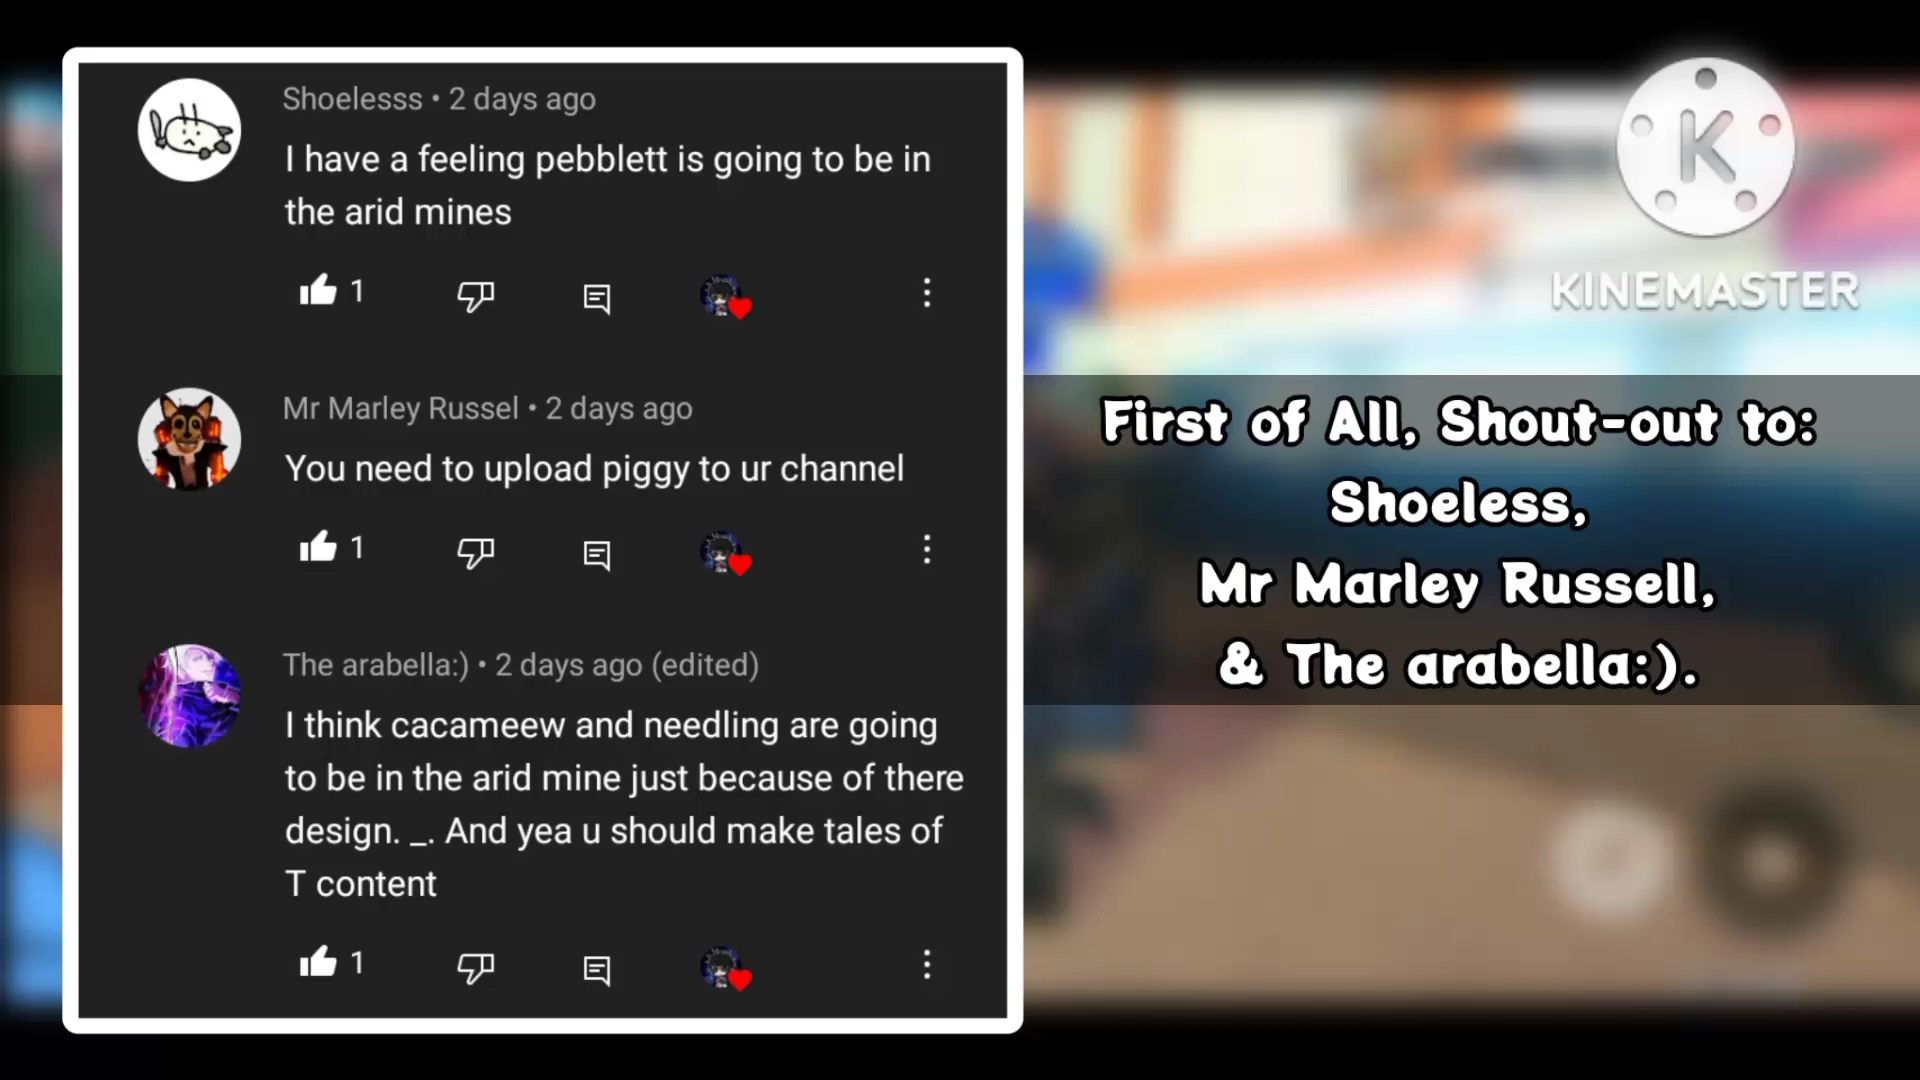 Shoelesss • 2 days ago
I have a feeling pebblett is going to be in
the arid mines
1
Mr Marley Russel • 2 days ago
You need to upload piggy to ur channel
1
The arabella:) • 2 days ago (edited)
I think cacameew and needling are going
to be in the arid mine just because of there
design. _. And yea u should make tales of
T content
1
K
KINEMASTER
First of All, Shout-out to:
Shoeless,
Mr Marley Russell,
& The arabella:).